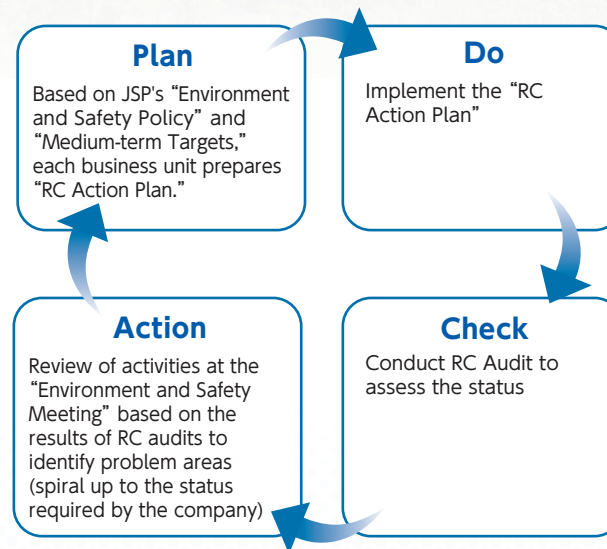 Plan
Based on JSP's “Environment
and Safety Policy” and
“Medium-term Targets,”
each business unit prepares
“RC Action Plan.”
Do
Implement the “RC
Action Plan”
Action
Review of activities at the
“Environment and Safety
Meeting” based on the
results of RC audits to
identify problem areas
(spiral up to the status
required by the company)
Check
Conduct RC Audit to
assess the status